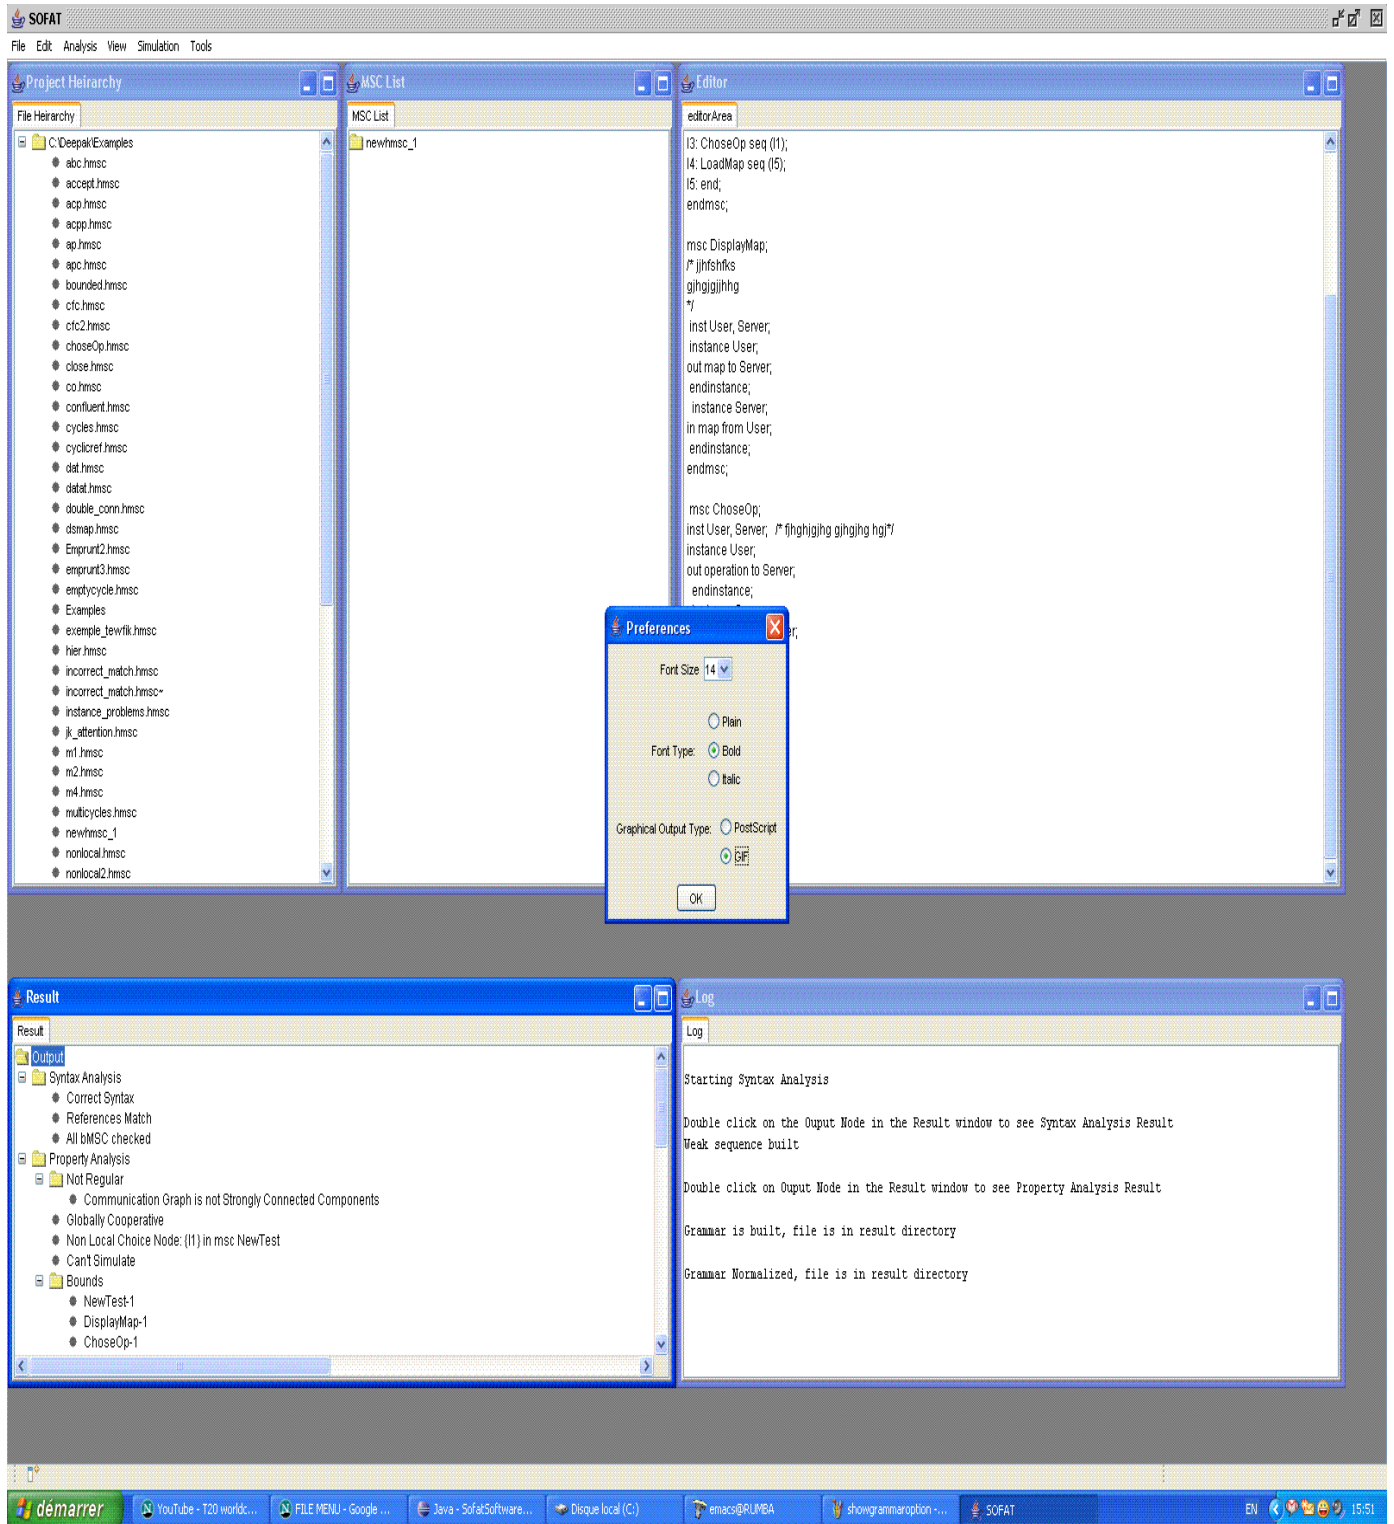 SOFAT
File Edit Analysis View Simulation Tools
Project Heirarchy
File Heirarchy
C:\Deepak\Examples
abc.hmsc
accept.hmsc
acp.hmsc
acpp.hmsc
ap.hmsc
apc.hmsc
bounded.hmsc
cfc.hmsc
cfc2.hmsc
choseOp.hmsc
close.hmsc
co.hmsc
confluent.hmsc
cycles.hmsc
cyclicref.hmsc
dat.hmsc
datat.hmsc
double_conn.hmsc
dsmap.hmsc
Emprunt2.hmsc
emprunt3.hmsc
emptycycle.hmsc
Examples
exemple_tewfik.hmsc
hier.hmsc
incorrect_match.hmsc
incorrect_match.hmsc~
instance_problems.hmsc
jk_attention.hmsc
m1.hmsc
m2.hmsc
m4.hmsc
multicycles.hmsc
newhmsc_1
nonlocal.hmsc
nonlocal2.hmsc
MSC List
MSC List
newhmsc_1
Editor
editorArea
l3: ChoseOp seq (l1);
l4: LoadMap seq (l5);
l5: end;
endmsc;
msc DisplayMap;
/* jjhfshfks
gjhgjgjjhhg
*/
inst User, Server;
instance User;
out map to Server;
endinstance;
instance Server;
in map from User;
endinstance;
endmsc;
msc ChoseOp;
inst User, Server; /* fjhghjgjhg gjhgjhg hgj*/
instance User;
out operation to Server;
endinstance;
er;
Preferences
Font Size 14
Plain
Font Type: Bold
Italic
Graphical Output Type: PostScript
GIF
OK
Result
Result
Output
Syntax Analysis
Correct Syntax
References Match
All bMSC checked
Property Analysis
Not Regular
Communication Graph is not Strongly Connected Components
Globally Cooperative
Non Local Choice Node: {l1} in msc NewTest
Can't Simulate
Bounds
NewTest-1
DisplayMap-1
ChoseOp-1
Log
Log
Starting Syntax Analysis
Double click on the Ouput Node in the Result window to see Syntax Analysis Result
Weak sequence built
Double click on Ouput Node in the Result window to see Property Analysis Result
Grammar is built, file is in result directory
Grammar Normalized, file is in result directory
démarrer YouTube - T20 worldc... FILE MENU - Google ... Java - SofatSoftware... Disque local (C:) emacs@RUMBA showgrammaroption -... SOFAT EN 15:51